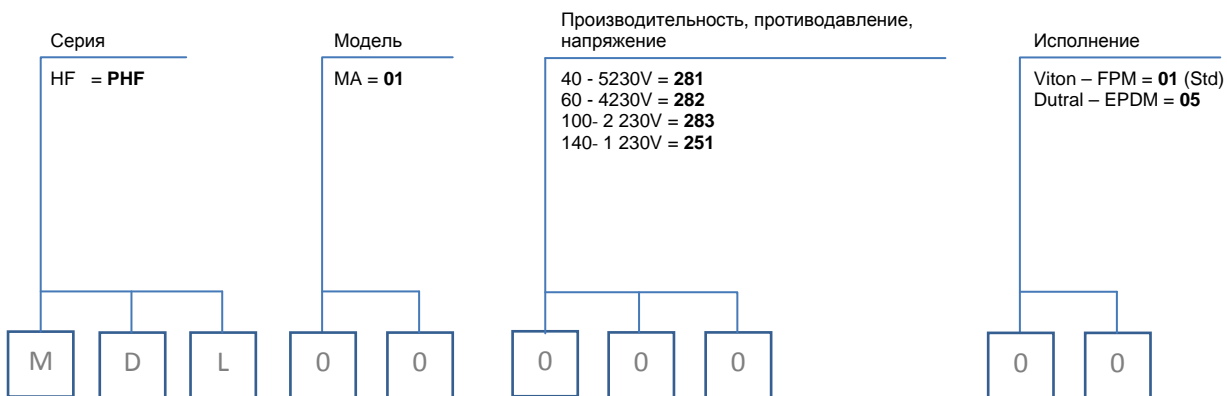 Серия
HF = PHF
Модель
MA = 01
Производительность, противодавление,
напряжение
40 - 5230V = 281
60 - 4230V = 282
100- 2 230V = 283
140- 1 230V = 251
Исполнение
Viton – FPM = 01 (Std)
Dutral – EPDM = 05
M D L 0 0 0 0 0 0 0